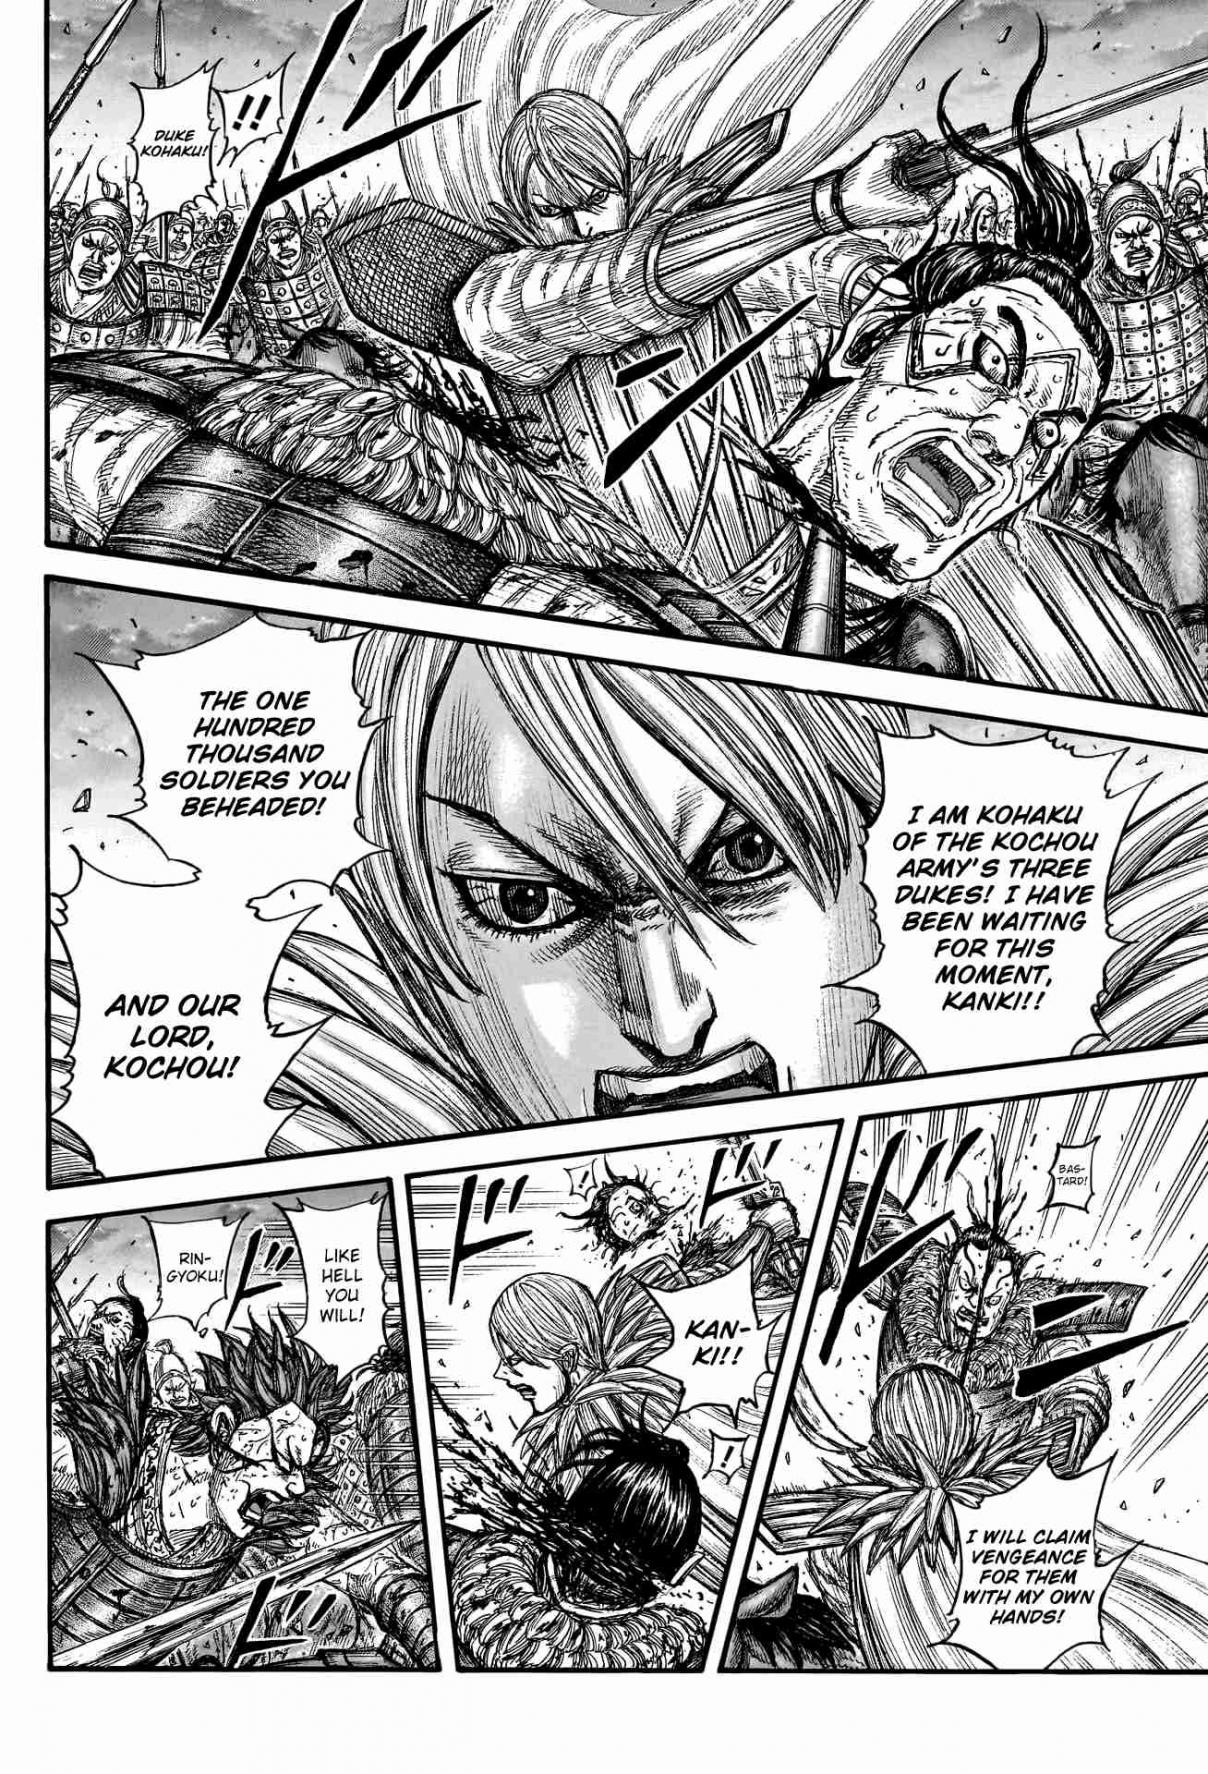 !!
DUKE
KOHAKU!
I AM KOHAKU
OF THE KOCHOU
ARMY'S THREE
DUKES! I HAVE
BEEN WAITING
FOR THIS
MOMENT,
KANKI!!
THE ONE
HUNDRED
THOUSAND
SOLDIERS YOU
BEHEADED!
AND OUR
LORD,
KOCHOU!
BAS-
TARD!
I WILL CLAIM
VENGEANCE
FOR THEM
WITH MY OWN
HANDS!
!
KAN-
KI!!
!
LIKE
HELL
YOU
WILL!
RIN-
GYOKU!